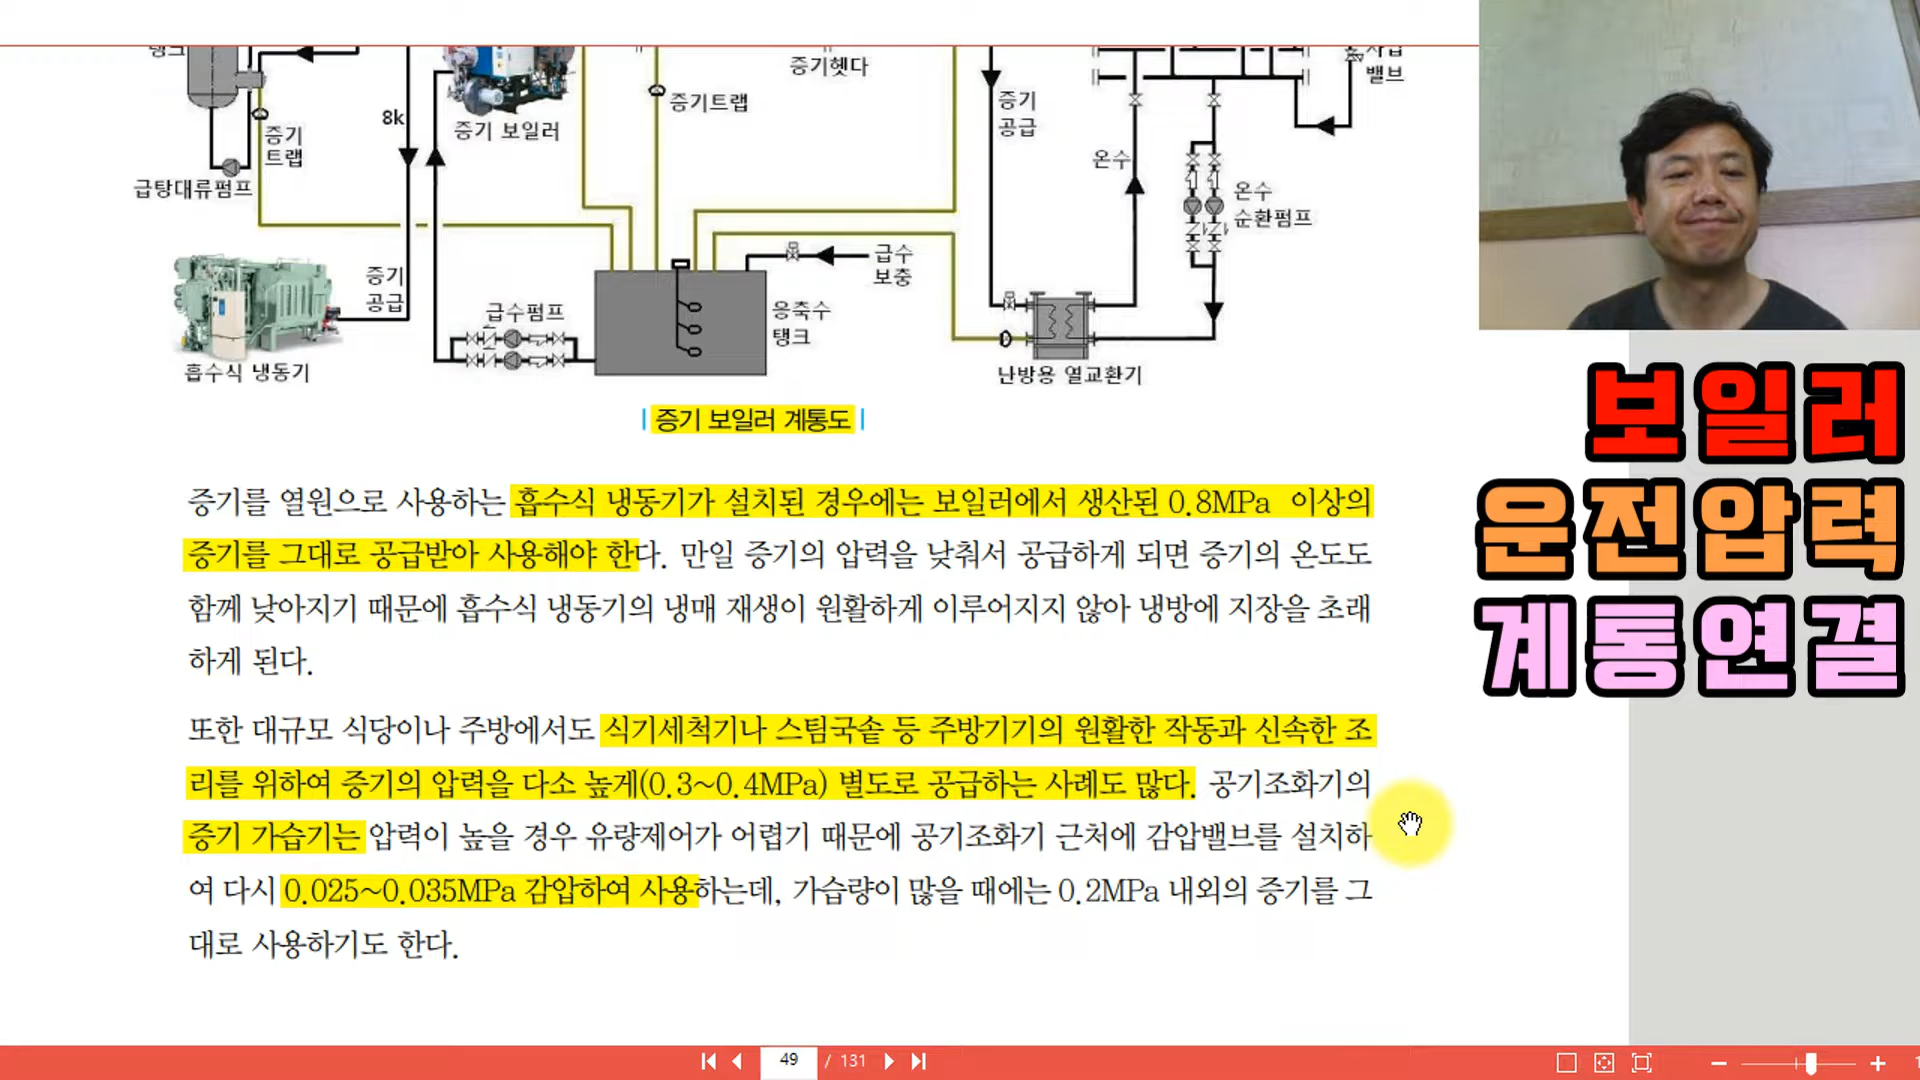 탱크
증기헷다
사급
밸브
증기트랩
8k
증기
트랩
증기 보일러
증기
공급
온수
급탕대류펌프
온수
순환펌프
급수
보충
증기
공급
급수펌프
응축수
탱크
흡수식 냉동기
난방용 열교환기
증기 보일러 계통도
증기를 열원으로 사용하는 흡수식 냉동기가 설치된 경우에는 보일러에서 생산된 0.8MPa 이상의
증기를 그대로 공급받아 사용해야 한다. 만일 증기의 압력을 낮춰서 공급하게 되면 증기의 온도도
함께 낮아지기 때문에 흡수식 냉동기의 냉매 재생이 원활하게 이루어지지 않아 냉방에 지장을 초래
하게 된다.
또한 대규모 식당이나 주방에서도 식기세척기나 스팀국솥 등 주방기기의 원활한 작동과 신속한 조
리를 위하여 증기의 압력을 다소 높게(0.3~0.4MPa) 별도로 공급하는 사례도 많다. 공기조화기의
증기 가습기는 압력이 높을 경우 유량제어가 어렵기 때문에 공기조화기 근처에 감압밸브를 설치하
여 다시 0.025~0.035MPa 감압하여 사용하는데, 가습량이 많을 때에는 0.2MPa 내외의 증기를 그
대로 사용하기도 한다.
보일러
운전압력
계통연결
49 / 131